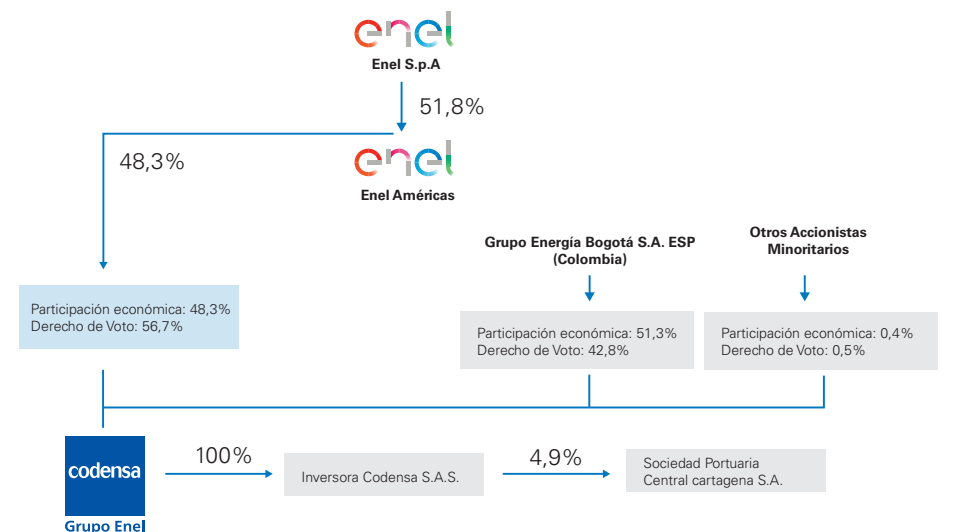 enel
Enel S.p.A
51,8%
48,3%
enel
Enel Américas
Grupo Energía Bogotá S.A. ESP
(Colombia)
Otros Accionistas
Minoritarios
Participación económica: 48,3%
Derecho de Voto: 56,7%
Participación económica: 51,3%
Derecho de Voto: 42,8%
Participación económica: 0,4%
Derecho de Voto: 0,5%
codensa
Grupo Enel
100%
Inversora Codensa S.A.S.
4,9%
Sociedad Portuaria
Central cartagena S.A.